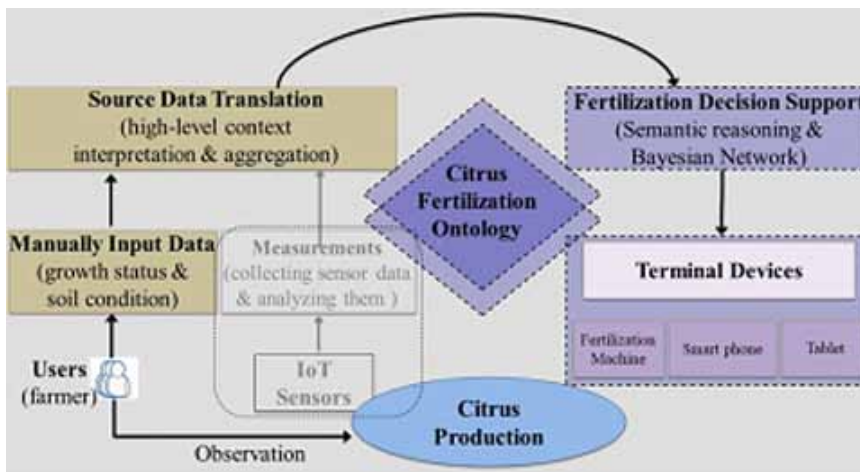 Source Data Translation
(high-level context
interpretation & aggregation)
Fertilization Decision Support
(Semantic reasoning &
Bayesian Network)
Citrus
Fertilization
Ontology
Manually Input Data
(growth status &
soil condition)
Measurements
(collecting sensor data
& analyzing them )
Terminal Devices
Fertilization
Machine
Smart phone
Tablet
Users
(farmer)
IoT
Sensors
Citrus
Production
Observation